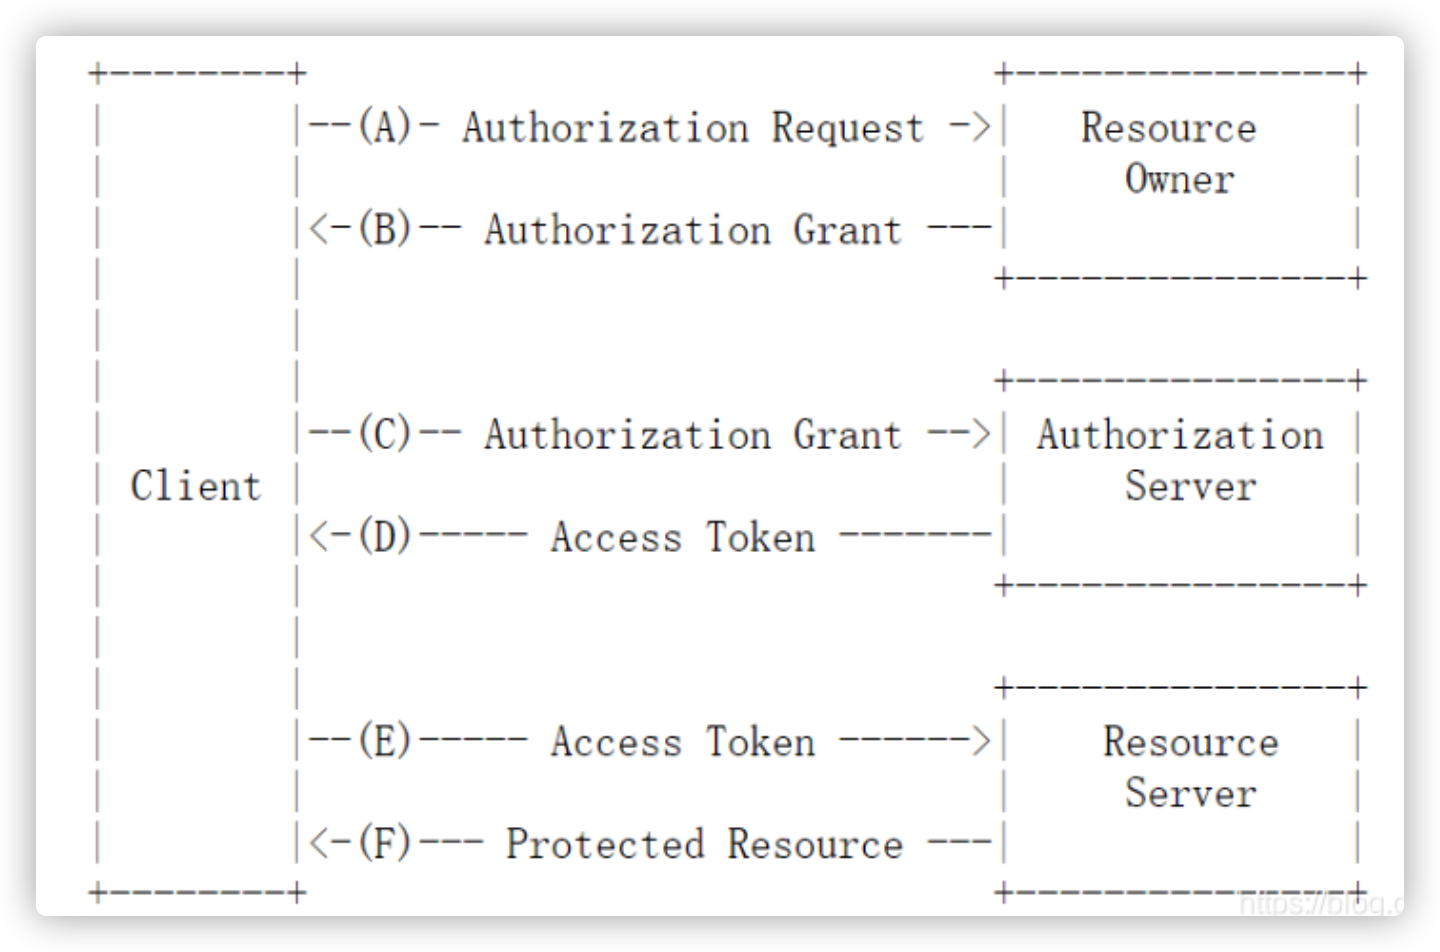 +--------+                               +---------------+
|        |--(A)- Authorization Request ->|   Resource    |
|        |                               |     Owner     |
|        |<-(B)-- Authorization Grant ---|               |
|        |                               +---------------+
|        |
|        |                               +---------------+
|        |--(C)-- Authorization Grant -->| Authorization |
| Client |                               |     Server    |
|        |<-(D)----- Access Token -------|               |
|        |                               +---------------+
|        |
|        |                               +---------------+
|        |--(E)----- Access Token ------>|    Resource   |
|        |                               |     Server    |
|        |<-(F)--- Protected Resource ---|               |
+--------+                               +---------------+
https://blog.c